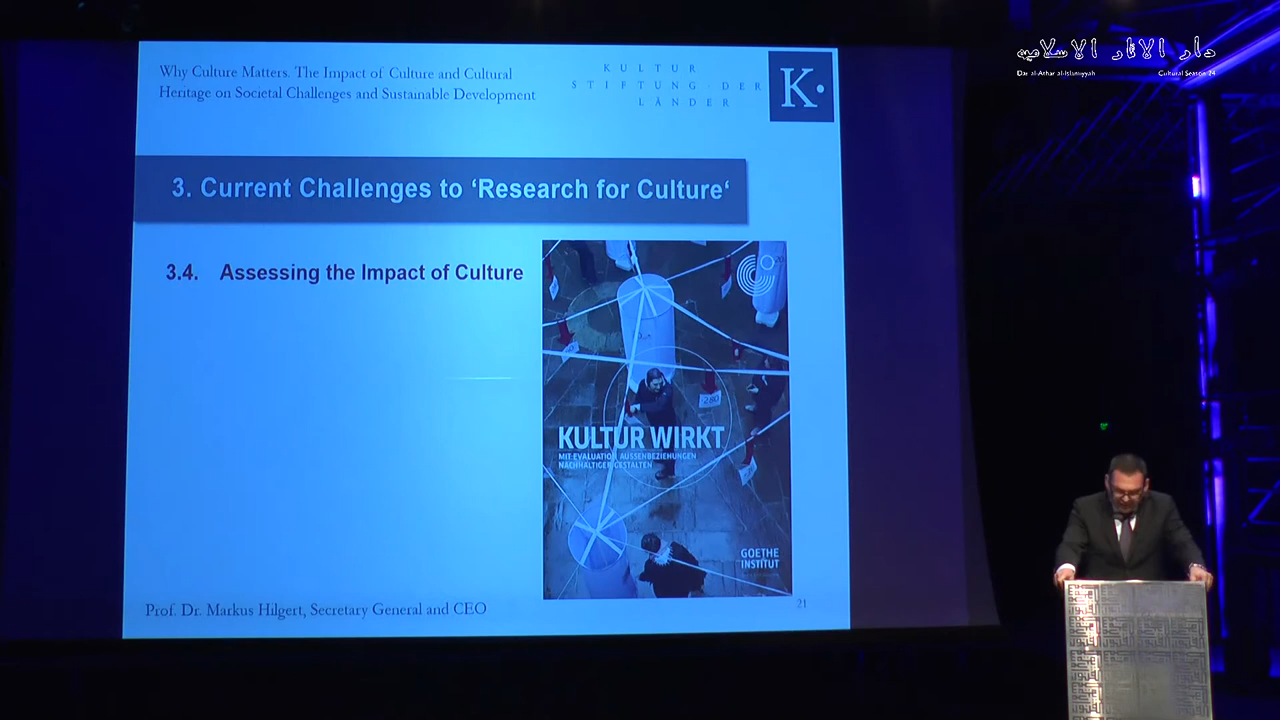 Why Culture Matters. The Impact of Culture and Cultural
Heritage on Societal Challenges and Sustainable Development
KULTUR
STIFTUNG · DER
LÄNDER
K·
دار الآثار الإسلامية
Dar al-Athar al-Islamiyyah
Cultural Season 24
3. Current Challenges to ‘Research for Culture‘
3.4. Assessing the Impact of Culture
280
KULTUR WIRKT
MIT EVALUATION AUSSENBEZIEHUNGEN
NACHHALTIGER GESTALTEN
GOETHE
INSTITUT
Prof. Dr. Markus Hilgert, Secretary General and CEO
21